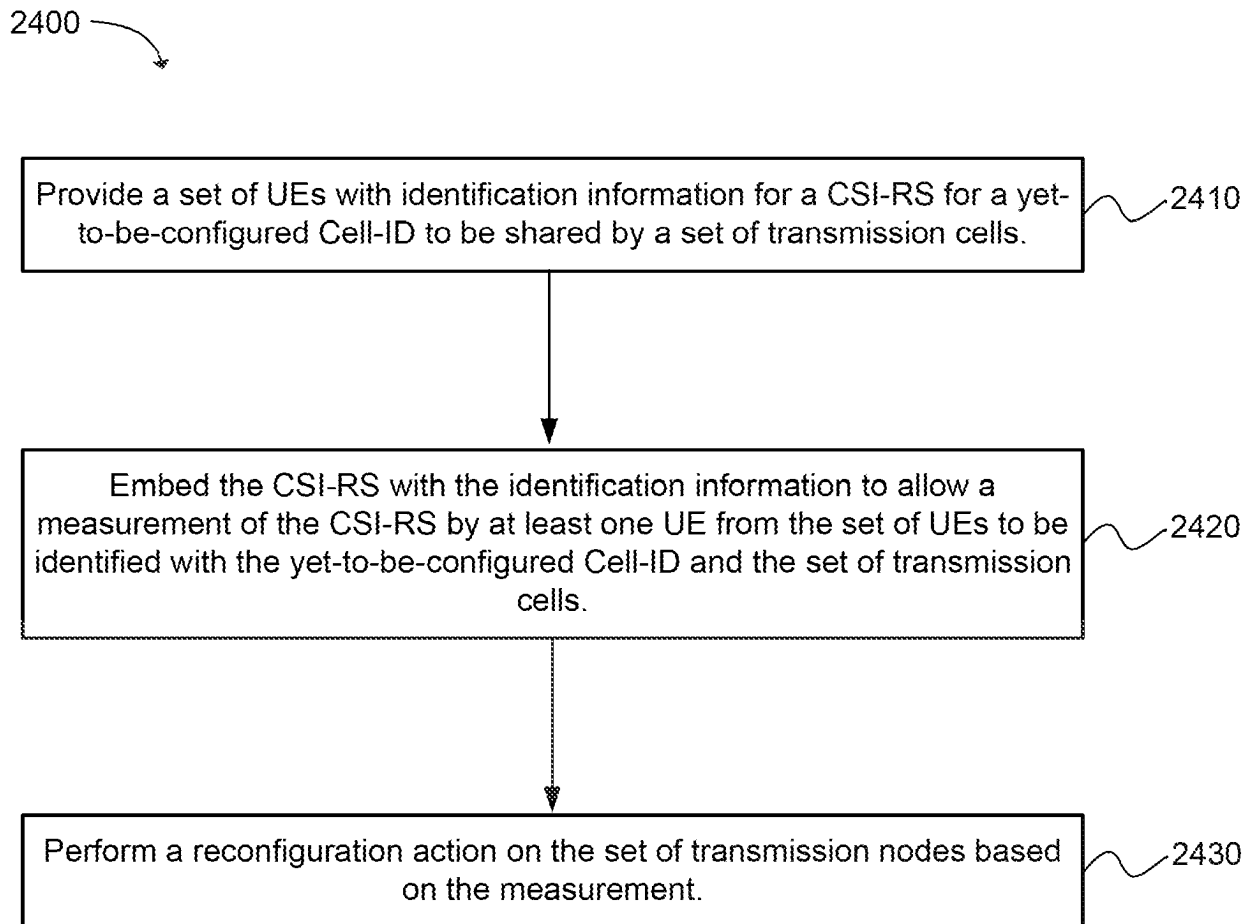 2400
Provide a set of UEs with identification information for a CSI-RS for a yet-
to-be-configured Cell-ID to be shared by a set of transmission cells.
2410
Embed the CSI-RS with the identification information to allow a
measurement of the CSI-RS by at least one UE from the set of UEs to be
identified with the yet-to-be-configured Cell-ID and the set of transmission
cells.
2420
Perform a reconfiguration action on the set of transmission nodes based
on the measurement.
2430